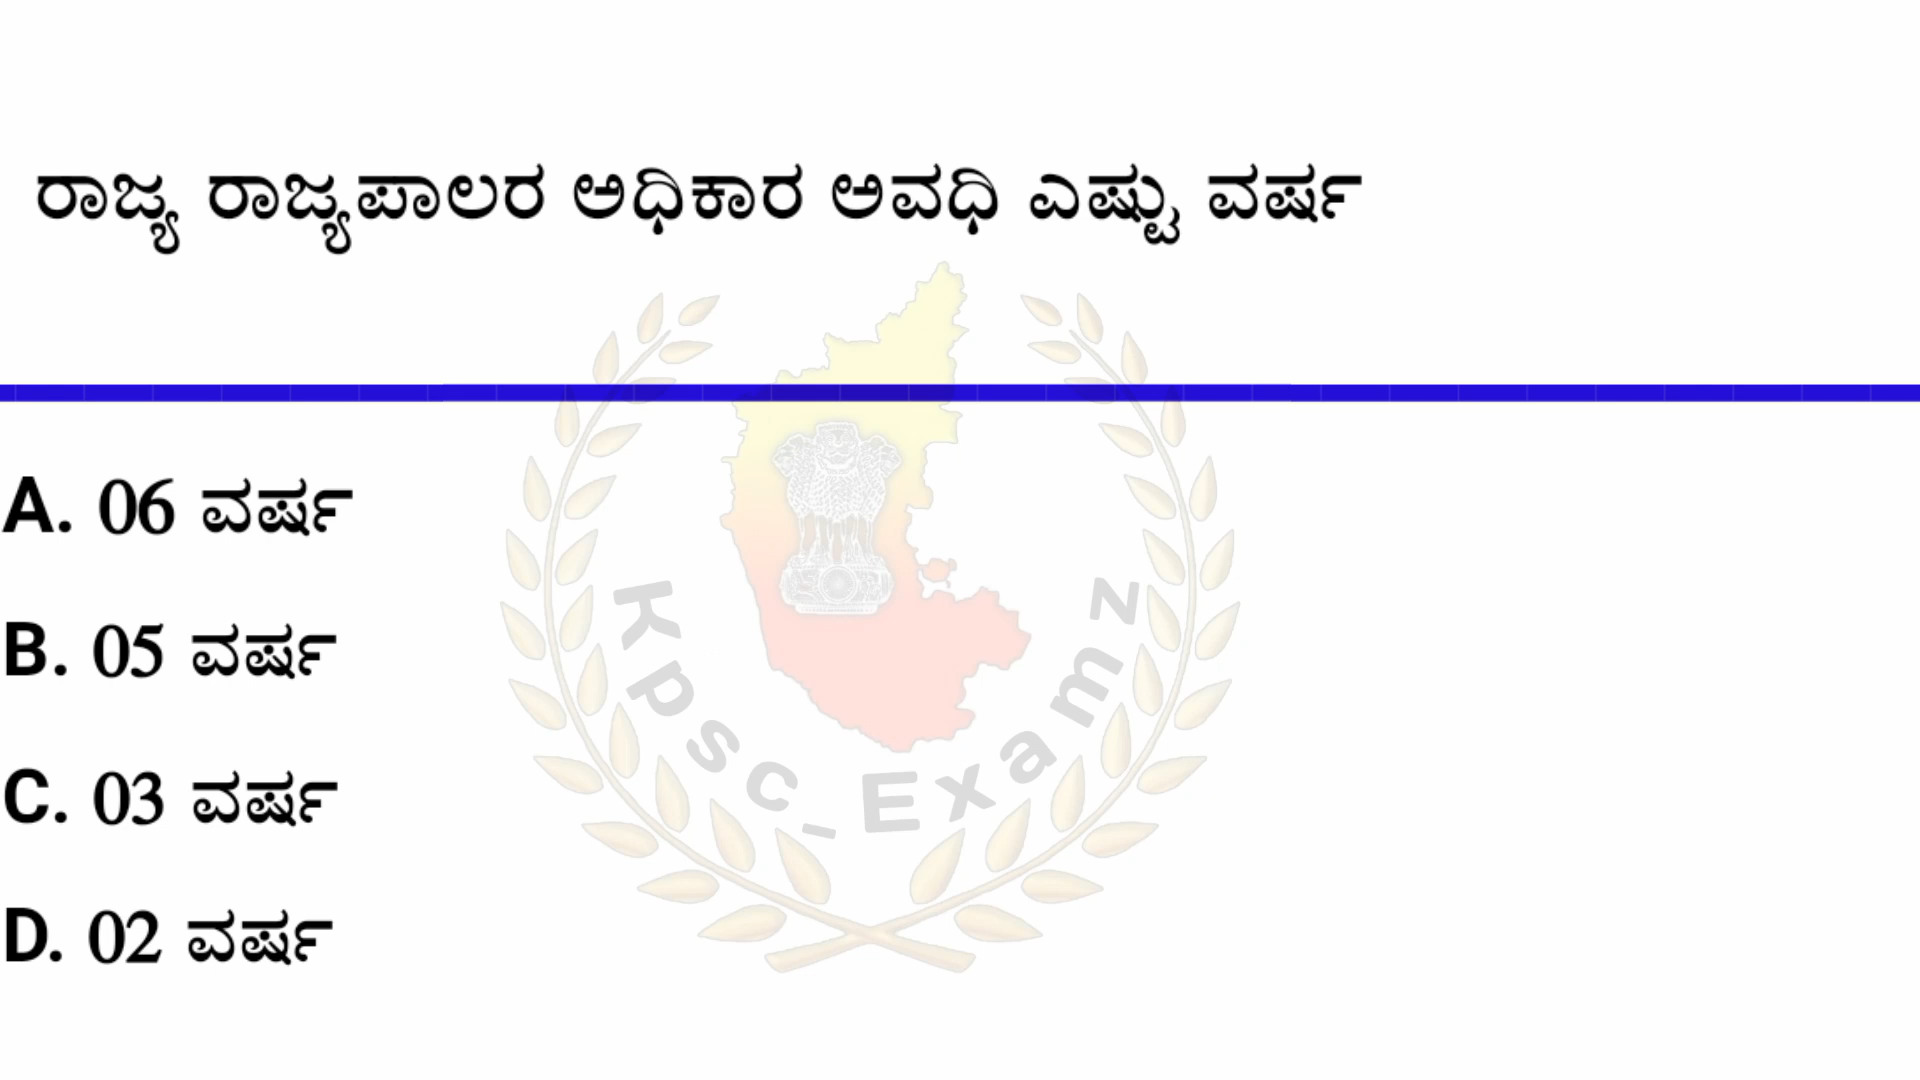 ರಾಜ್ಯ ರಾಜ್ಯಪಾಲರ ಅಧಿಕಾರ ಅವಧಿ ಎಷ್ಟು ವರ್ಷ
A. 06 ವರ್ಷ
B. 05 ವರ್ಷ
C. 03 ವರ್ಷ
D. 02 ವರ್ಷ
Kpsc_Examz